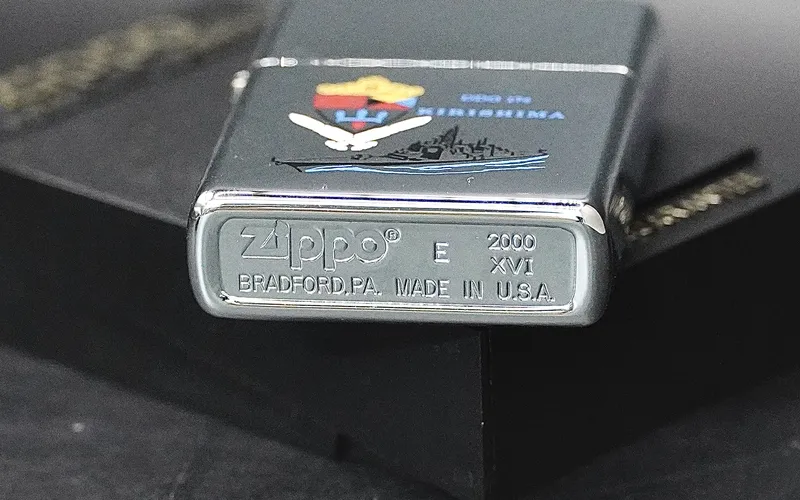 KIRISHIMA
zippo® E 2000
XVI
BRADFORD,PA. MADE IN U.S.A.